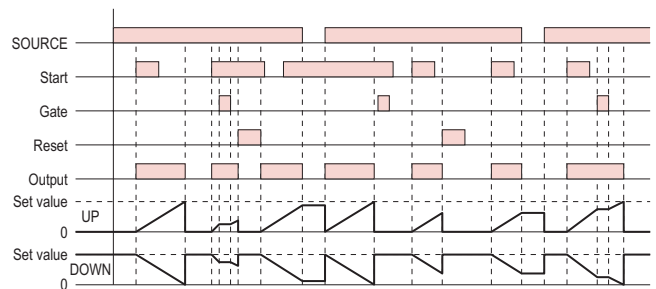 SOURCE
Start
Gate
Reset
Output
Set value
UP
0
Set value
DOWN
0